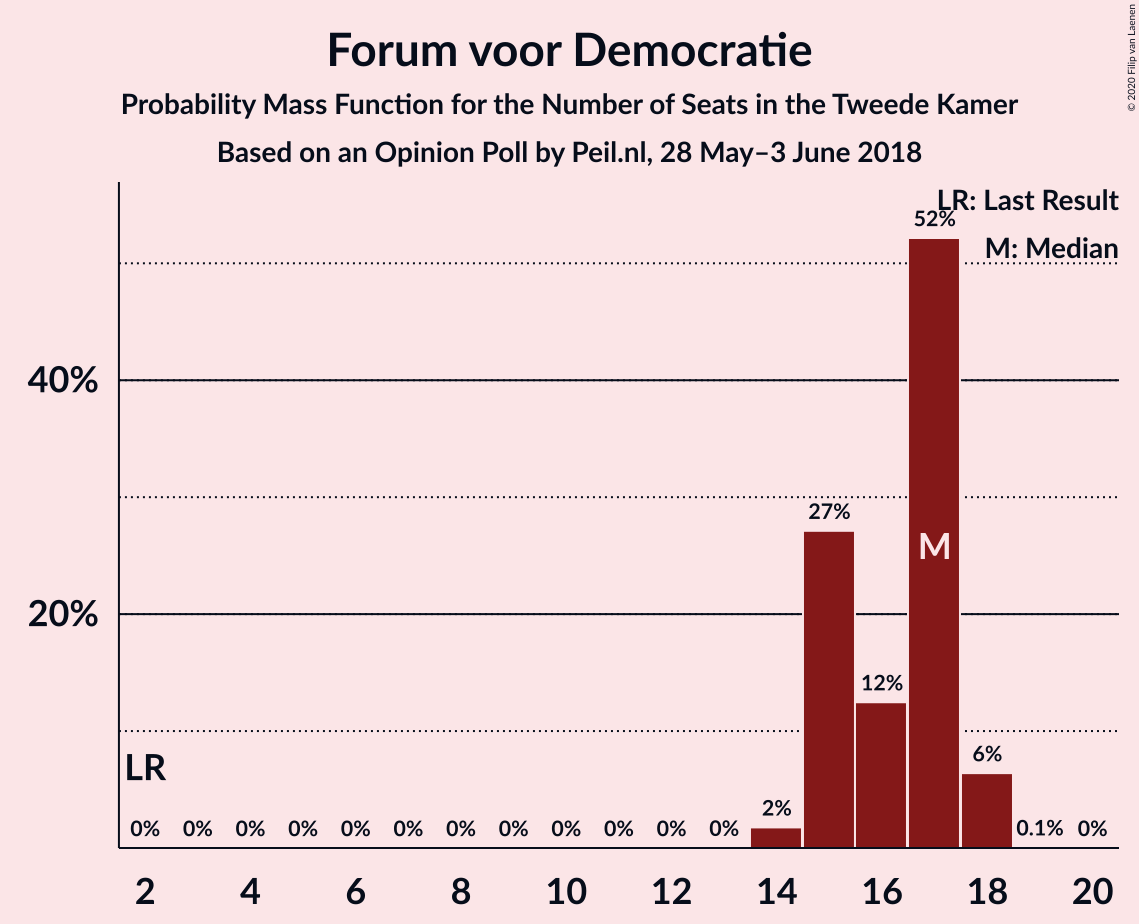 Forum voor Democratie
Probability Mass Function for the Number of Seats in the Tweede Kamer
Based on an Opinion Poll by Peil.nl, 28 May–3 June 2018
© 2020 Filip van Laenen
LR: Last Result
M: Median
52%
40%
27%
M
20%
12%
LR
6%
2%
0% 0% 0% 0% 0% 0% 0% 0% 0% 0% 0% 0% 0.1% 0%
2 4 6 8 10 12 14 16 18 20